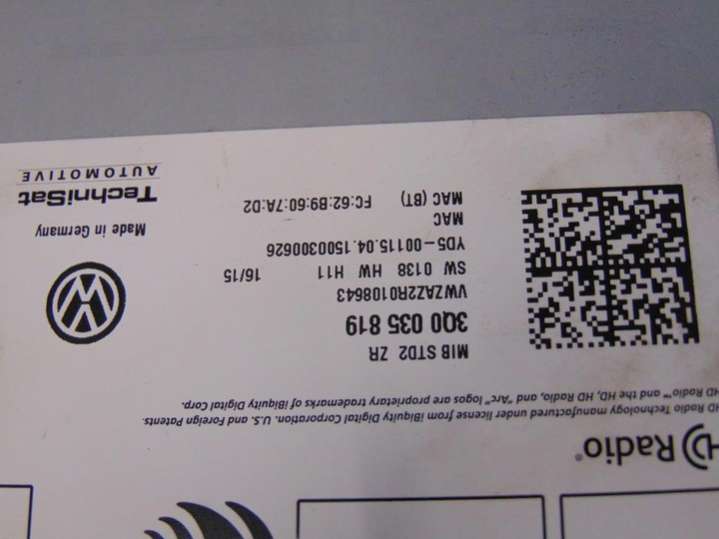 HD Radio®
HD Radio Technology manufactured under license from iBiquity Digital Corporation. U.S. and Foreign Patents.
HD Radio™ and the HD, HD Radio, and "Arc" logos are proprietary trademarks of iBiquity Digital Corp.
MIB STD2 ZR
3Q0 035 819
VWZAZ2R0108643
SW 0138 HW H11 16/15
YD5-00115.04.1500300626
MAC
MAC (BT) FC:62:B9:60:7A:D2
Made in Germany
TechniSat
AUTOMOTIVE